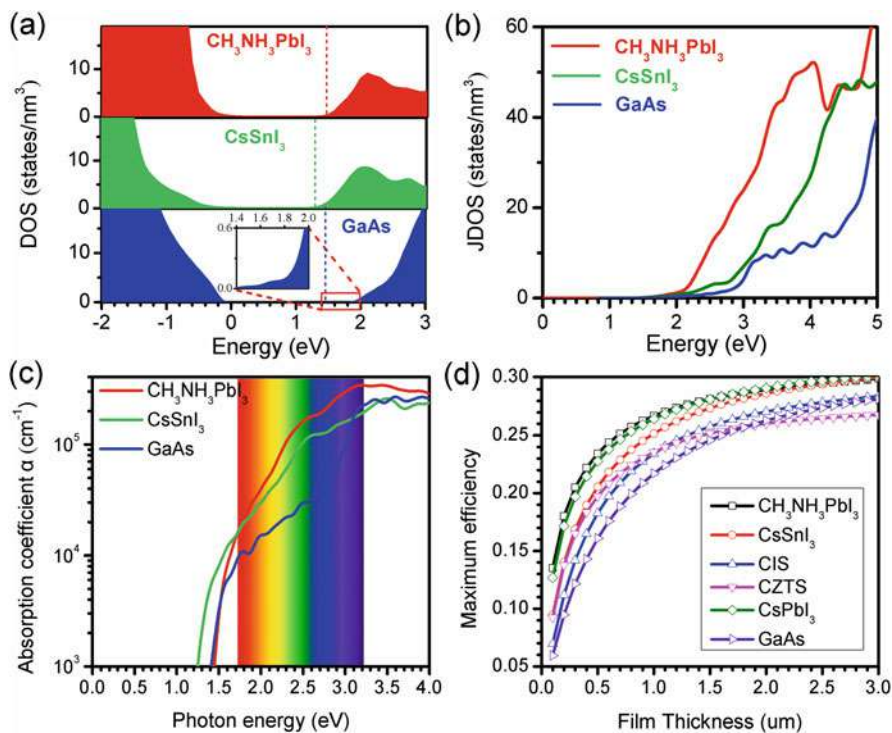 (a)
CH₃NH₃PbI₃
CsSnI₃
GaAs
10
0
10
0
10
0
1.4 1.6 1.8 2.0
0.6
0.0
DOS (states/nm³)
-2 -1 0 1 2 3
Energy (eV)
(b)
CH₃NH₃PbI₃
CsSnI₃
GaAs
60
40
20
0
JDOS (states/nm³)
0 1 2 3 4 5
Energy (eV)
(c)
CH₃NH₃PbI₃
CsSnI₃
GaAs
10⁵
10⁴
10³
Absorption coefficient α (cm⁻¹)
0.0 0.5 1.0 1.5 2.0 2.5 3.0 3.5 4.0
Photon energy (eV)
(d)
0.30
0.25
0.20
0.15
0.10
0.05
Maximum efficiency
CH₃NH₃PbI₃
CsSnI₃
CIS
CZTS
CsPbI₃
GaAs
0.0 0.5 1.0 1.5 2.0 2.5 3.0
Film Thickness (um)